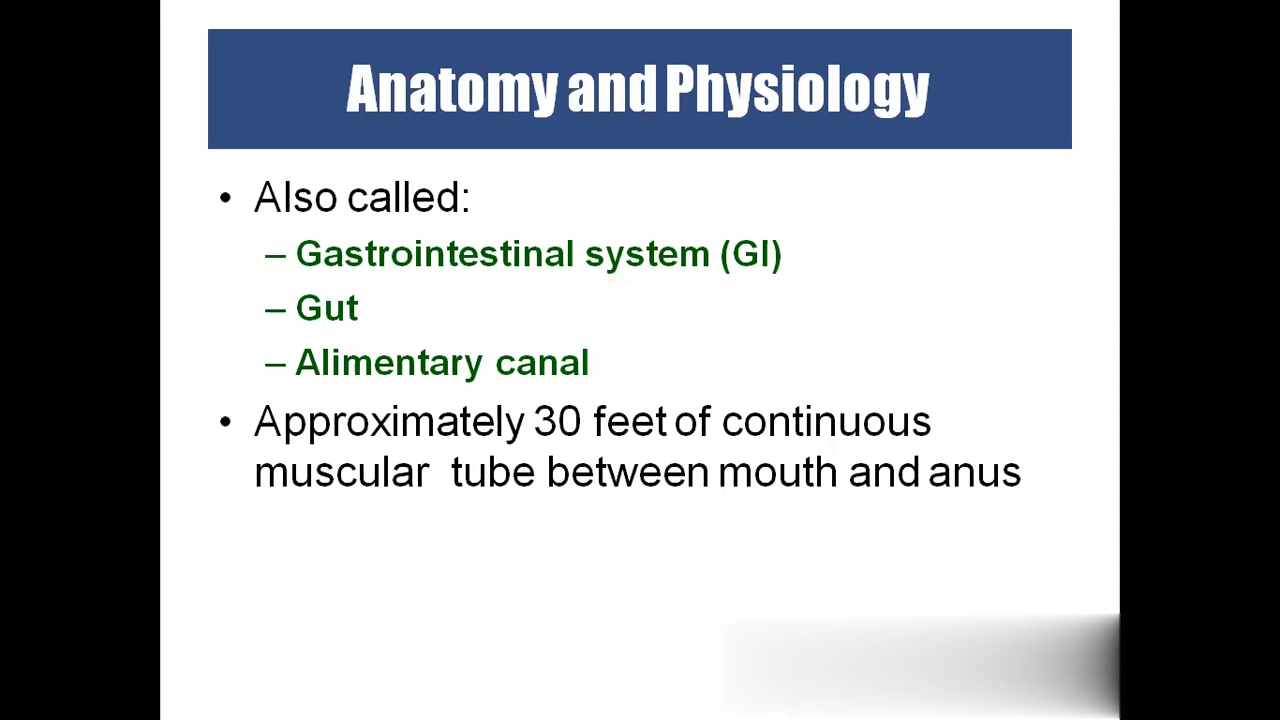 Anatomy and Physiology
• Also called:
– Gastrointestinal system (GI)
– Gut
– Alimentary canal
• Approximately 30 feet of continuous
muscular tube between mouth and anus